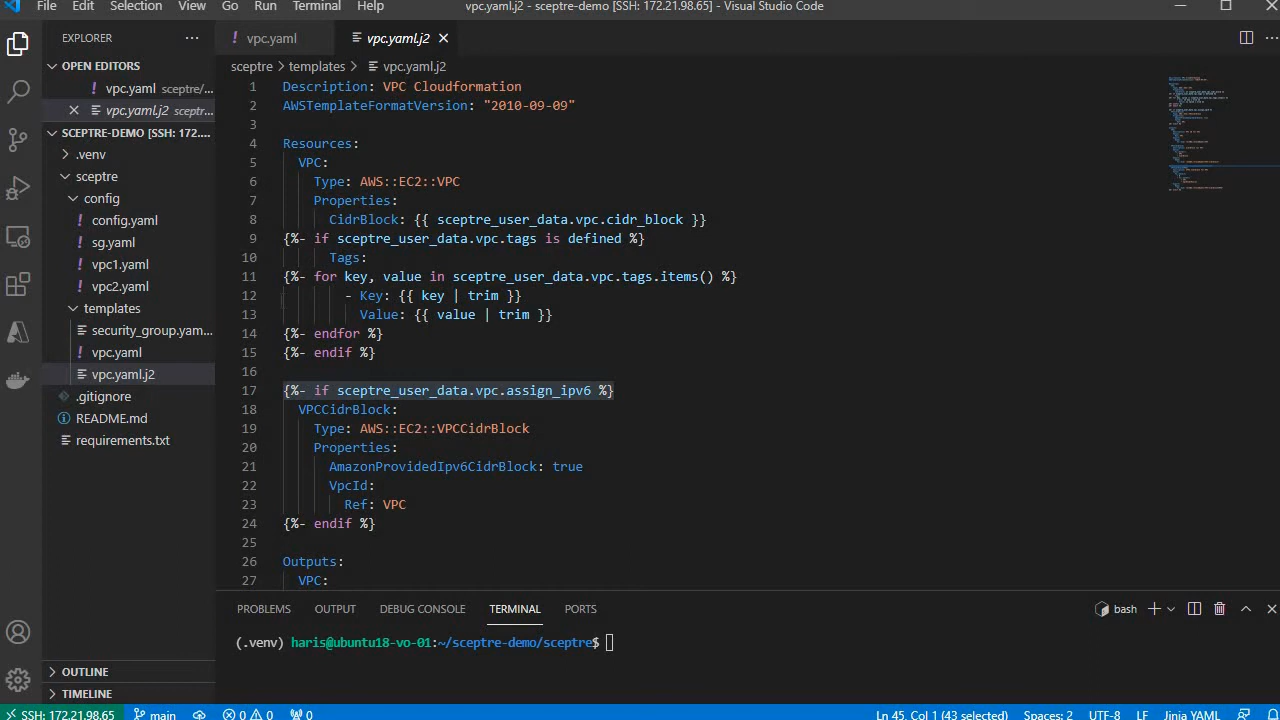 File Edit Selection View Go Run Terminal Help
vpc.yaml.j2 - sceptre-demo [SSH: 172.21.98.65] - Visual Studio Code
EXPLORER
OPEN EDITORS
vpc.yaml sceptre/...
vpc.yaml.j2 sceptr...
SCEPTRE-DEMO [SSH: 172....
.venv
sceptre
config
config.yaml
sg.yaml
vpc1.yaml
vpc2.yaml
templates
security_group.yam...
vpc.yaml
vpc.yaml.j2
.gitignore
README.md
requirements.txt
OUTLINE
TIMELINE
vpc.yaml vpc.yaml.j2
sceptre > templates > vpc.yaml.j2
1 Description: VPC Cloudformation
2 AWSTemplateFormatVersion: "2010-09-09"
3
4 Resources:
5 VPC:
6 Type: AWS::EC2::VPC
7 Properties:
8 CidrBlock: {{ sceptre_user_data.vpc.cidr_block }}
9 {%- if sceptre_user_data.vpc.tags is defined %}
10 Tags:
11 {%- for key, value in sceptre_user_data.vpc.tags.items() %}
12 - Key: {{ key | trim }}
13 Value: {{ value | trim }}
14 {%- endfor %}
15 {%- endif %}
16
17 {%- if sceptre_user_data.vpc.assign_ipv6 %}
18 VPCCidrBlock:
19 Type: AWS::EC2::VPCCidrBlock
20 Properties:
21 AmazonProvidedIpv6CidrBlock: true
22 VpcId:
23 Ref: VPC
24 {%- endif %}
25
26 Outputs:
27 VPC:
PROBLEMS OUTPUT DEBUG CONSOLE TERMINAL PORTS
bash
(.venv) haris@ubuntu18-vo-01:~/sceptre-demo/sceptre$
SSH: 172.21.98.65 main 0 0 0 Ln 45, Col 1 (43 selected) Spaces: 2 UTF-8 LF Jinja YAML